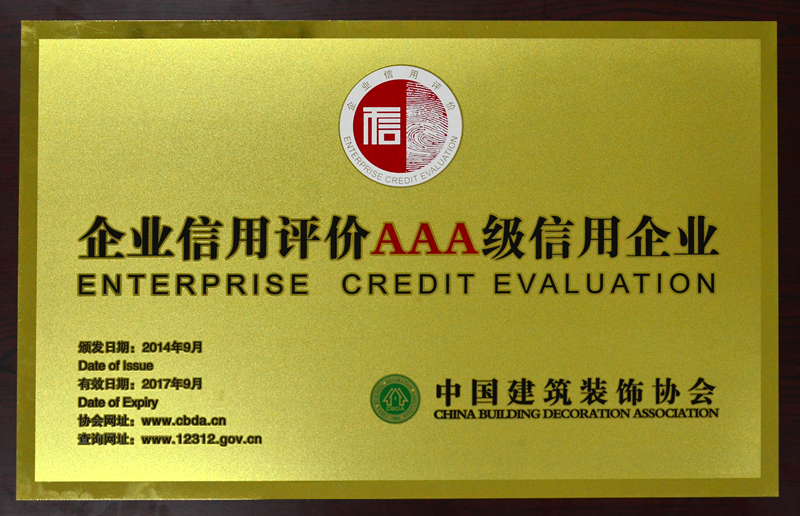 企业信用评价
信
ENTERPRISE CREDIT EVALUATION
企业信用评价AAA级信用企业
ENTERPRISE CREDIT EVALUATION
颁发日期：2014年9月
Date of Issue
有效日期：2017年9月
Date of Expiry
协会网址：www.cbda.cn
查询网址：www.12312.gov.cn
CBDA
中国建筑装饰协会
CHINA BUILDING DECORATION ASSOCIATION